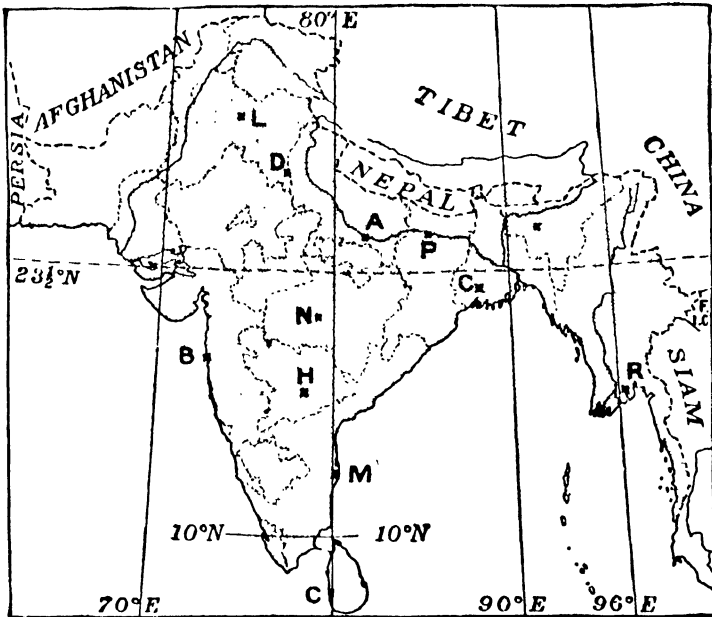 80°E
AFGHANISTAN
PERSIA
TIBET
CHINA
L
D
NEPAL
A
P
23½°N
C
N
B
H
F.
I.C
SIAM
R
M
10°N
10°N
C
70°E
90°E
96°E